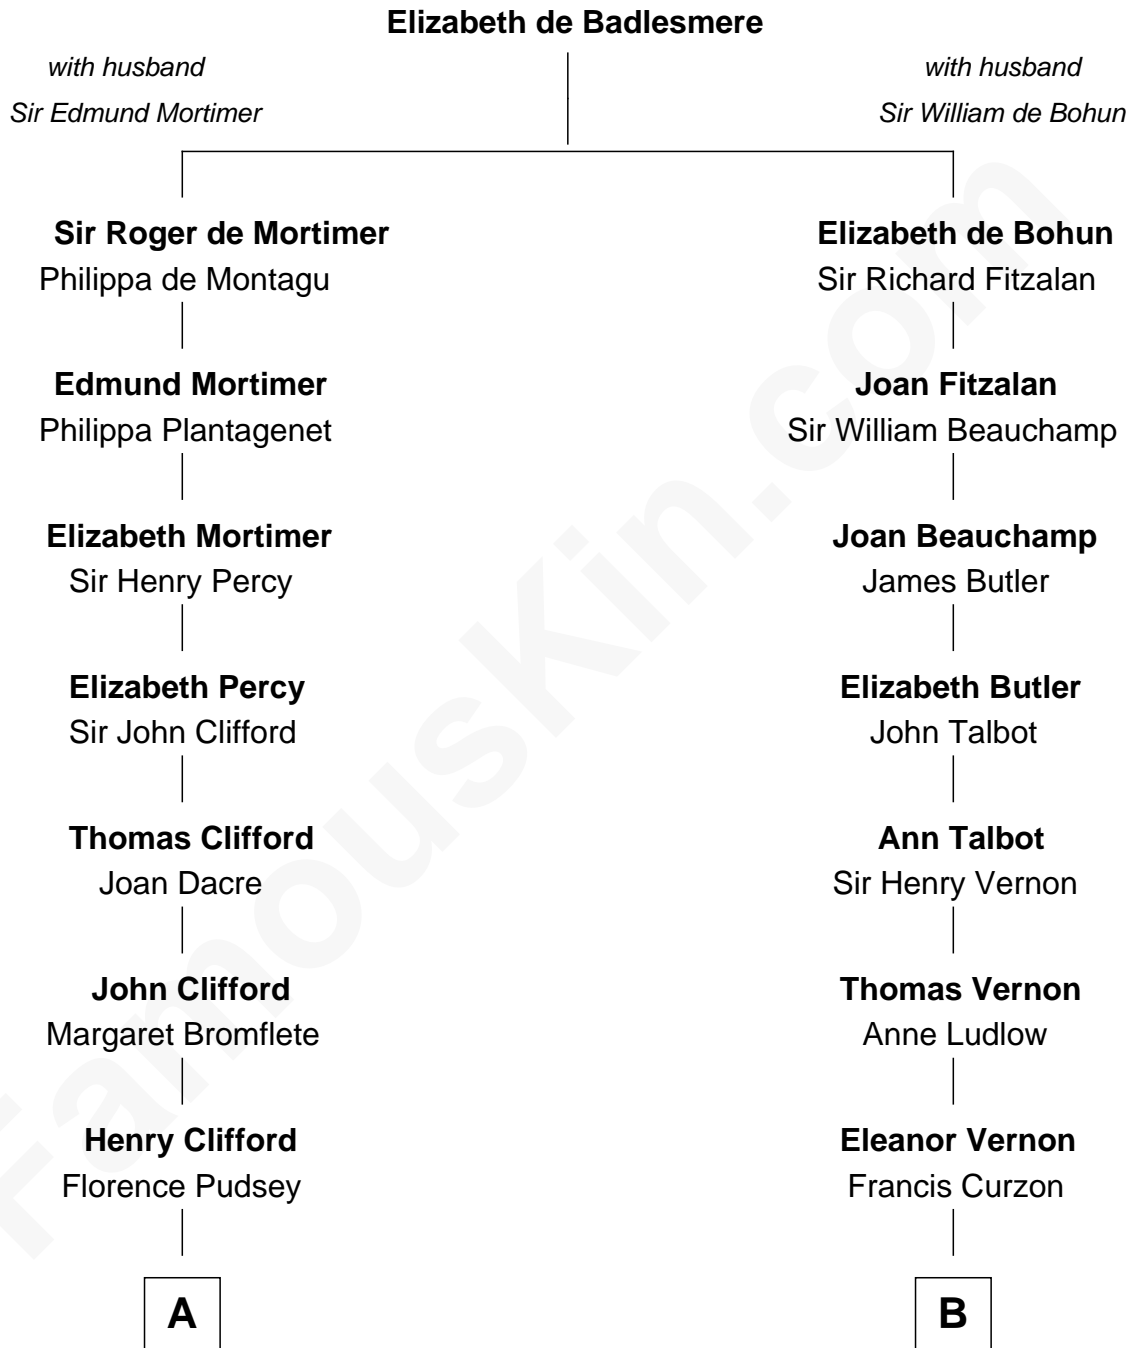 Elizabeth de Badlesmere
with husband
Sir Edmund Mortimer
with husband
Sir William de Bohun
Sir Roger de Mortimer
Philippa de Montagu
Elizabeth de Bohun
Sir Richard Fitzalan
Edmund Mortimer
Philippa Plantagenet
Joan Fitzalan
Sir William Beauchamp
Elizabeth Mortimer
Sir Henry Percy
Joan Beauchamp
James Butler
Elizabeth Percy
Sir John Clifford
Elizabeth Butler
John Talbot
Thomas Clifford
Joan Dacre
Ann Talbot
Sir Henry Vernon
John Clifford
Margaret Bromflete
Thomas Vernon
Anne Ludlow
Henry Clifford
Florence Pudsey
Eleanor Vernon
Francis Curzon
A
B
FamousKin.com